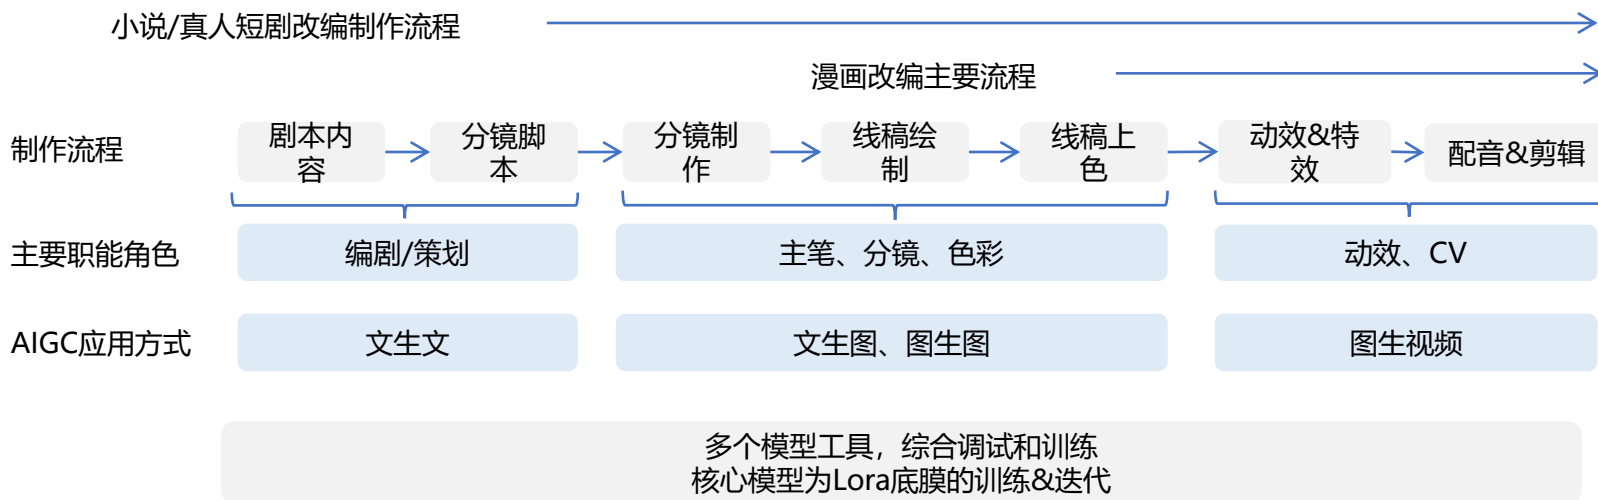 小说/真人短剧改编制作流程
漫画改编主要流程
制作流程
剧本内
容
分镜脚
本
分镜制
作
线稿绘
制
线稿上
色
动效&特
效
配音&剪辑
主要职能角色
编剧/策划
主笔、分镜、色彩
动效、CV
AIGC应用方式
文生文
文生图、图生图
图生视频
多个模型工具，综合调试和训练
核心模型为Lora底膜的训练&迭代